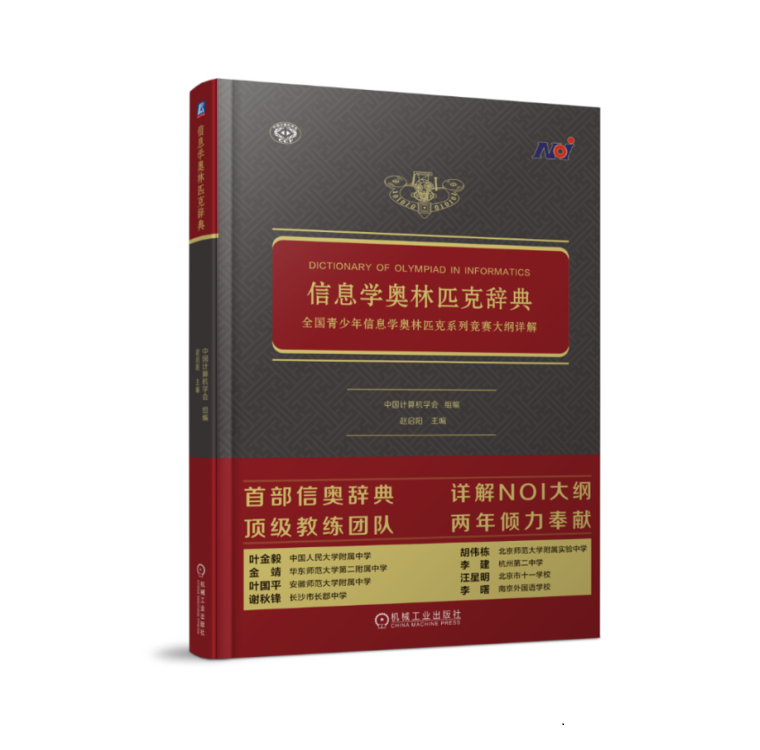 信息学奥林匹克辞典
中国计算机学会 组编
赵启阳 主编
机械工业出版社
NOI
DICTIONARY OF OLYMPIAD IN INFORMATICS
信息学奥林匹克辞典
全国青少年信息学奥林匹克系列竞赛大纲详解
中国计算机学会 组编
赵启阳 主编
首部信奥辞典 详解NOI大纲
顶级教练团队 两年倾力奉献
叶金毅 中国人民大学附属中学
金靖 华东师范大学第二附属中学
叶国平 安徽师范大学附属中学
谢秋锋 长沙市长郡中学
胡伟栋 北京师范大学附属实验中学
李建 杭州第二中学
汪星明 北京市十一学校
李曙 南京外国语学校
机械工业出版社
CHINA MACHINE PRESS